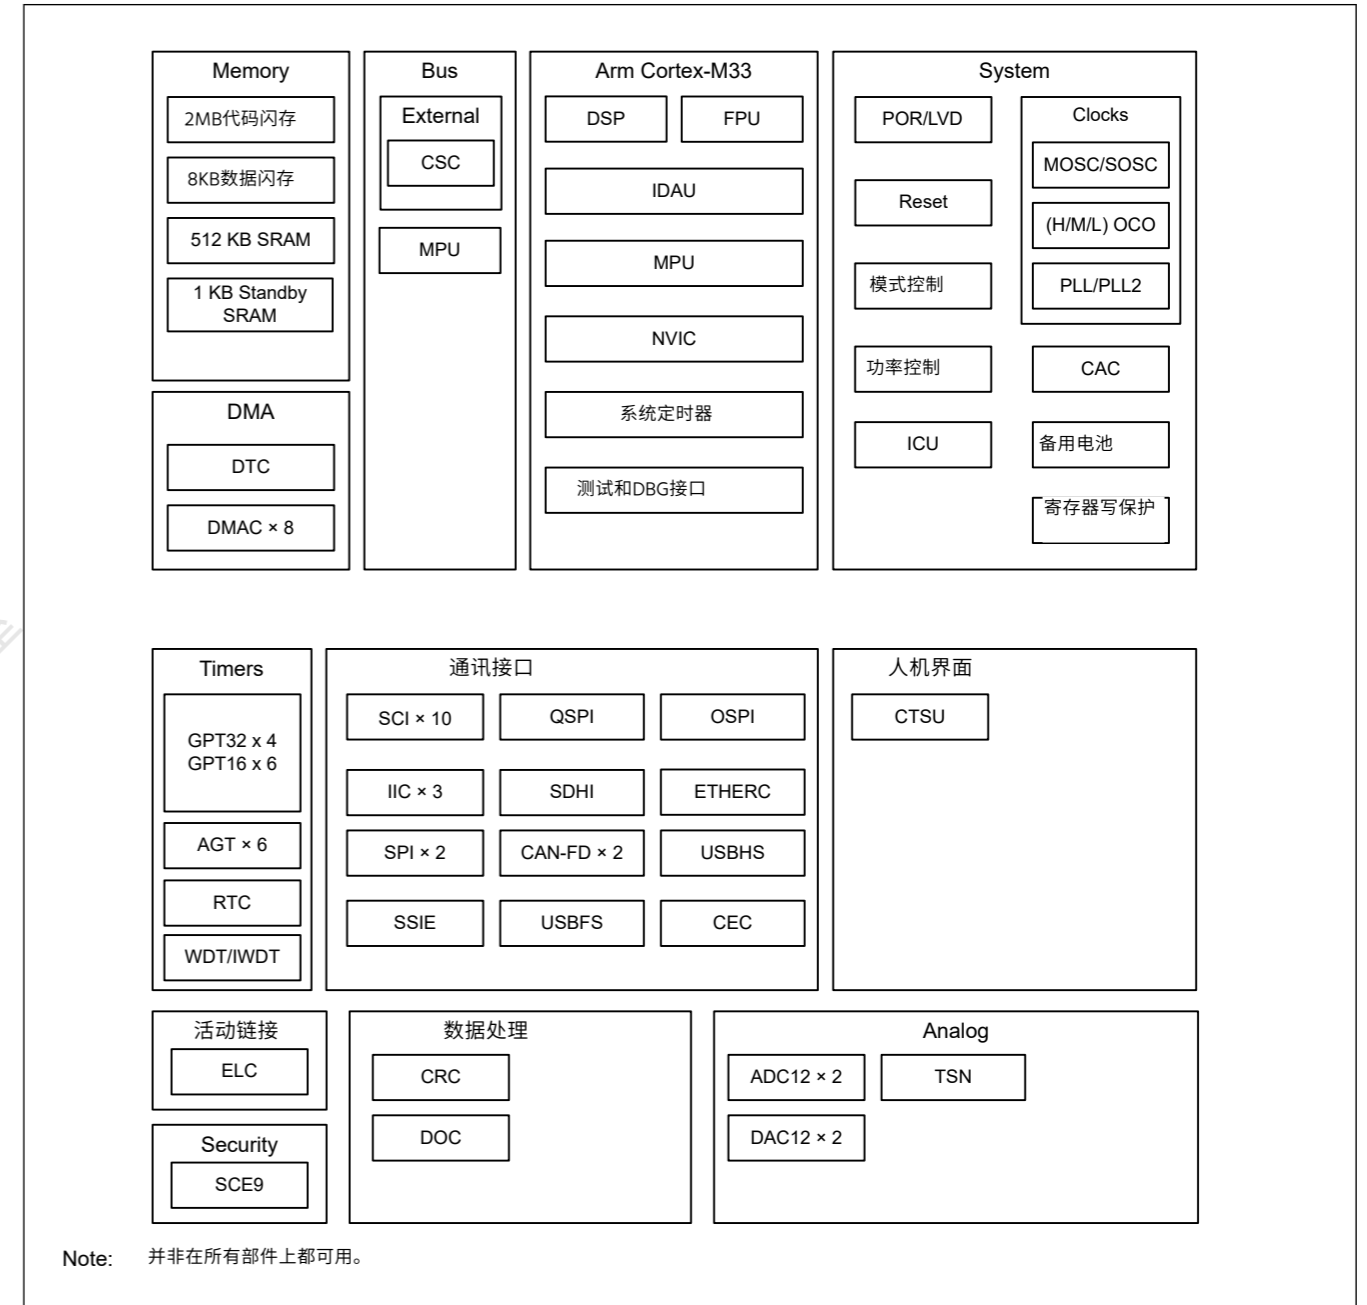 Memory
2MB代码闪存
8KB数据闪存
512 KB SRAM
1 KB Standby
SRAM
DMA
DTC
DMAC × 8
Bus
External
CSC
MPU
Arm Cortex-M33
DSP
FPU
IDAU
MPU
NVIC
系统定时器
测试和DBG接口
System
POR/LVD
Reset
模式控制
功率控制
ICU
Clocks
MOSC/SOSC
(H/M/L) OCO
PLL/PLL2
CAC
备用电池
寄存器写保护
Timers
GPT32 x 4
GPT16 x 6
AGT × 6
RTC
WDT/IWDT
通讯接口
SCI × 10
QSPI
OSPI
IIC × 3
SDHI
ETHERC
SPI × 2
CAN-FD × 2
USBHS
SSIE
USBFS
CEC
人机界面
CTSU
活动链接
ELC
Security
SCE9
数据处理
CRC
DOC
Analog
ADC12 × 2
TSN
DAC12 × 2
Note: 并非在所有部件上都可用。